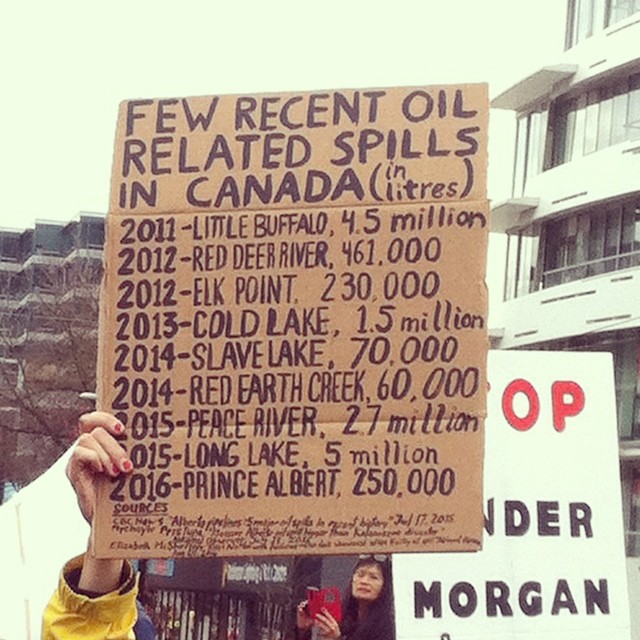 FEW RECENT OIL
RELATED SPILLS
IN CANADA (in litres)
2011-LITTLE BUFFALO, 4.5 million
2012-RED DEER RIVER, 461,000
2012-ELK POINT, 230,000
2013-COLD LAKE, 1.5 million
2014-SLAVE LAKE, 70,000
2014-RED EARTH CREEK, 60,000
2015-PEACE RIVER, 2.7 million
2015-LONG LAKE, 5 million
2016-PRINCE ALBERT, 250,000
SOURCES
CBC News "Alberta pipelines: 5 major oil spills in recent history" Jul 17. 2015
Elizabeth
OP
NDER
MORGAN